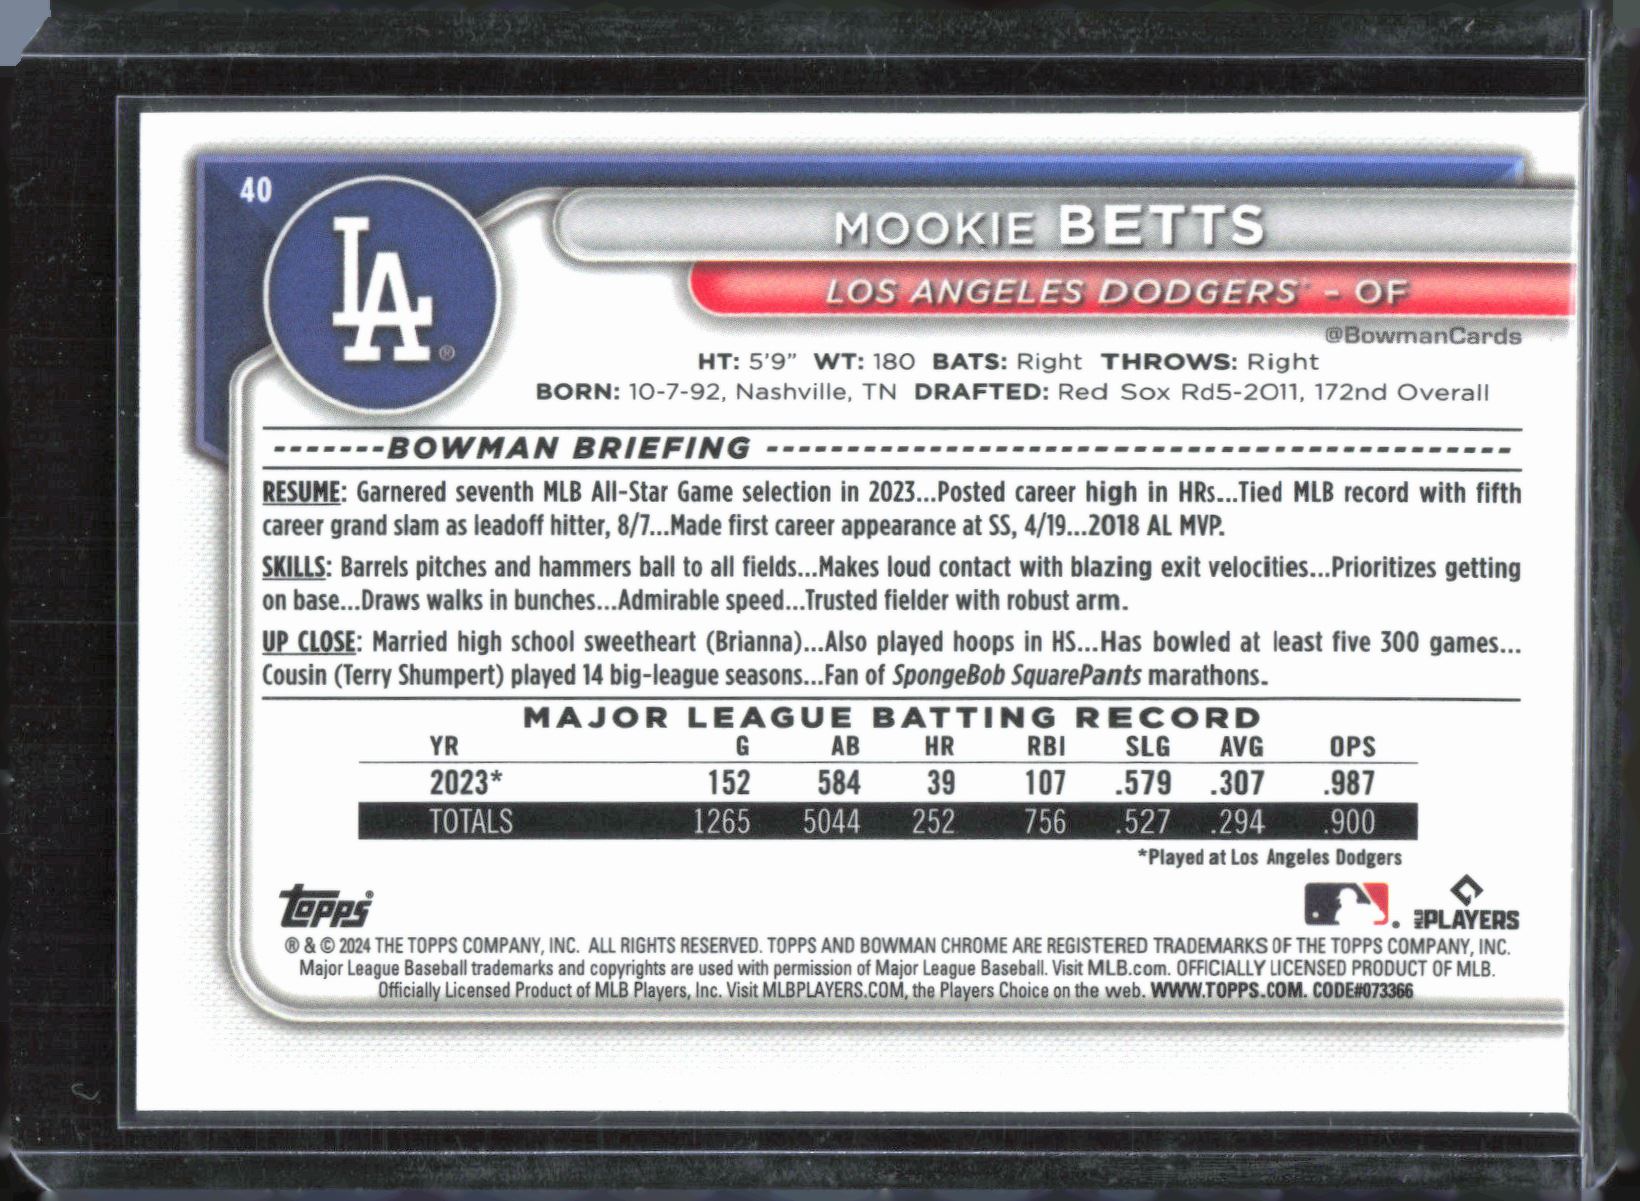 40
LA®
MOOKIE BETTS
LOS ANGELES DODGERS™ - OF
@BowmanCards
HT: 5'9" WT: 180 BATS: Right THROWS: Right
BORN: 10-7-92, Nashville, TN DRAFTED: Red Sox Rd5-2011, 172nd Overall
-------BOWMAN BRIEFING ----------------------------------------
RESUME: Garnered seventh MLB All-Star Game selection in 2023...Posted career high in HRs...Tied MLB record with fifth
career grand slam as leadoff hitter, 8/7...Made first career appearance at SS, 4/19...2018 AL MVP.
SKILLS: Barrels pitches and hammers ball to all fields...Makes loud contact with blazing exit velocities...Prioritizes getting
on base...Draws walks in bunches...Admirable speed...Trusted fielder with robust arm.
UP CLOSE: Married high school sweetheart (Brianna)...Also played hoops in HS...Has bowled at least five 300 games...
Cousin (Terry Shumpert) played 14 big-league seasons...Fan of SpongeBob SquarePants marathons.
MAJOR LEAGUE BATTING RECORD
YR G AB HR RBI SLG AVG OPS
2023* 152 584 39 107 .579 .307 .987
TOTALS 1265 5044 252 756 .527 .294 .900
*Played at Los Angeles Dodgers
Topps®
MLB PLAYERS
® & © 2024 THE TOPPS COMPANY, INC. ALL RIGHTS RESERVED. TOPPS AND BOWMAN CHROME ARE REGISTERED TRADEMARKS OF THE TOPPS COMPANY, INC.
Major League Baseball trademarks and copyrights are used with permission of Major League Baseball. Visit MLB.com. OFFICIALLY LICENSED PRODUCT OF MLB.
Officially Licensed Product of MLB Players, Inc. Visit MLBPLAYERS.COM, the Players Choice on the web. WWW.TOPPS.COM. CODE#073366